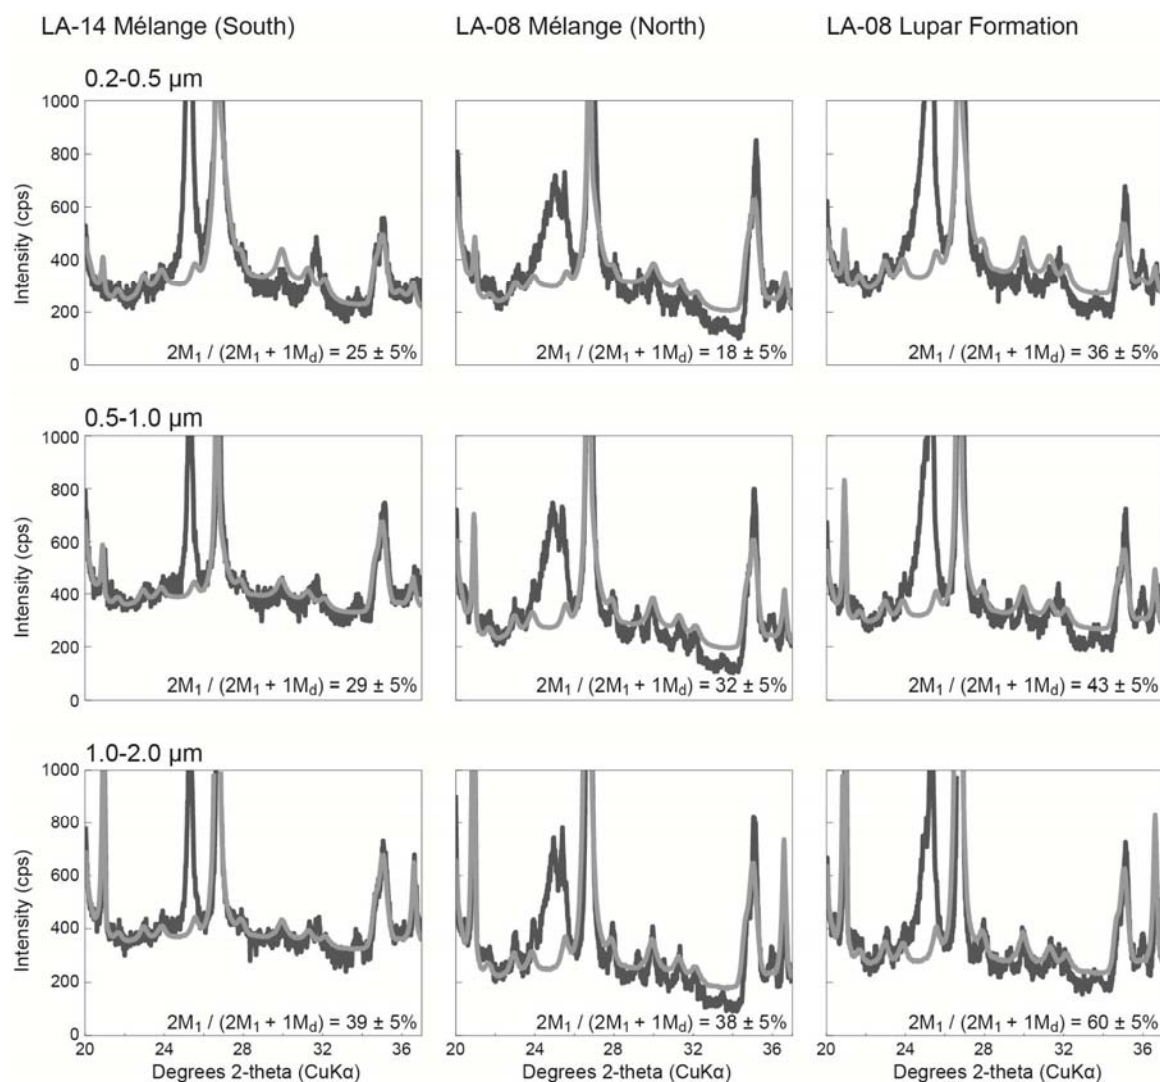 LA-14 Mélange (South) LA-08 Mélange (North) LA-08 Lupar Formation
0.2-0.5 µm
1000
800
600
400
200
0
Intensity (cps)
2M₁ / (2M₁ + 1M_d) = 25 ± 5%
2M₁ / (2M₁ + 1M_d) = 18 ± 5%
2M₁ / (2M₁ + 1M_d) = 36 ± 5%
0.5-1.0 µm
1000
800
600
400
200
0
Intensity (cps)
2M₁ / (2M₁ + 1M_d) = 29 ± 5%
2M₁ / (2M₁ + 1M_d) = 32 ± 5%
2M₁ / (2M₁ + 1M_d) = 43 ± 5%
1.0-2.0 µm
1000
800
600
400
200
0
Intensity (cps)
2M₁ / (2M₁ + 1M_d) = 39 ± 5%
2M₁ / (2M₁ + 1M_d) = 38 ± 5%
2M₁ / (2M₁ + 1M_d) = 60 ± 5%
20 24 28 32 36 20 24 28 32 36 20 24 28 32 36
Degrees 2-theta (CuKα) Degrees 2-theta (CuKα) Degrees 2-theta (CuKα)